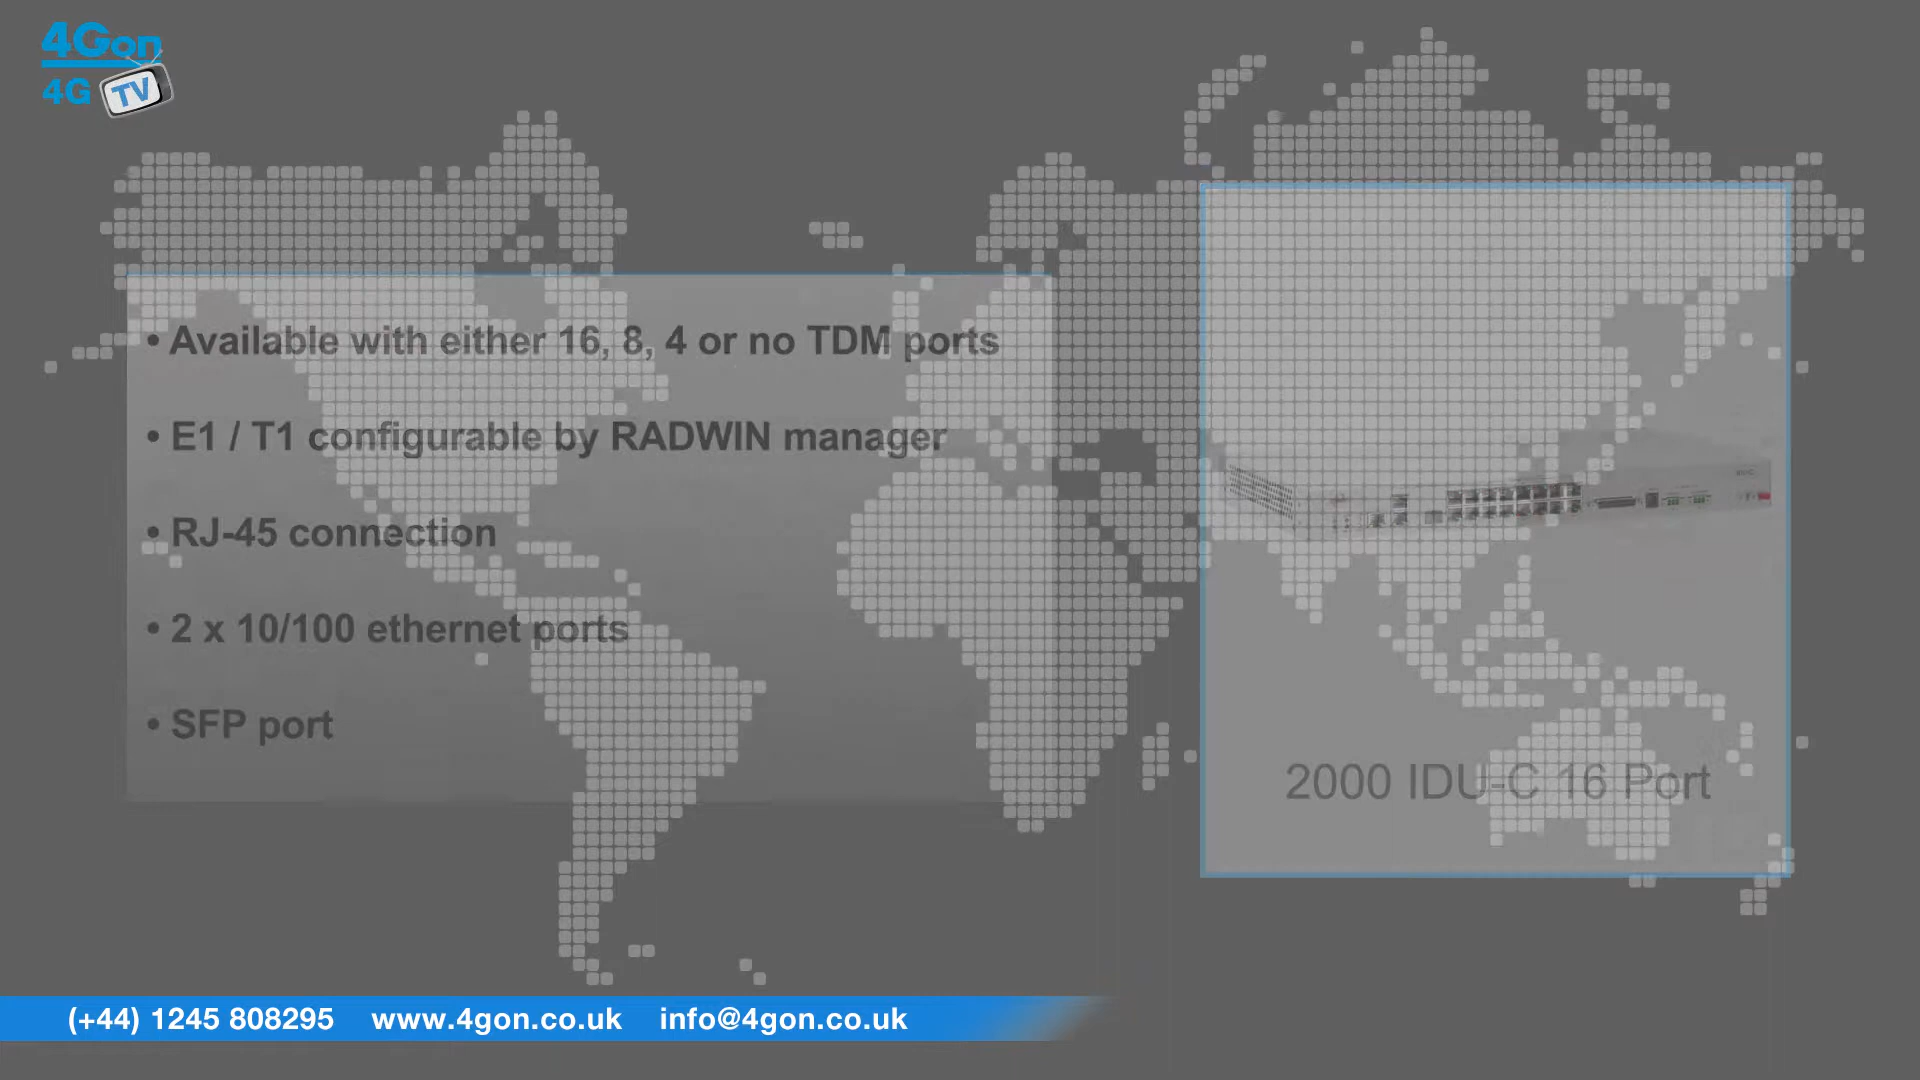 4Gon
4G TV
• Available with either 16, 8, 4 or no TDM ports
• E1 / T1 configurable by RADWIN manager
• RJ-45 connection
• 2 x 10/100 ethernet ports
• SFP port
2000 IDU-C 16 Port
(+44) 1245 808295 www.4gon.co.uk info@4gon.co.uk